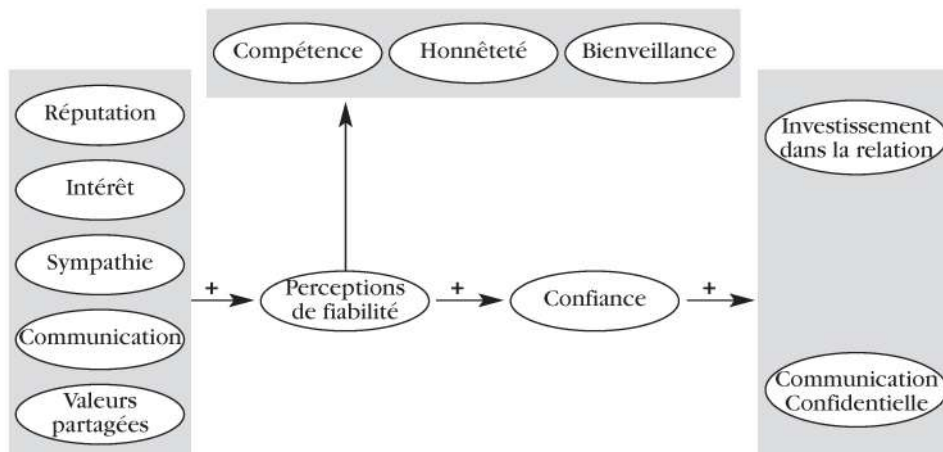 Compétence
Honnêteté
Bienveillance
Réputation
Intérêt
Sympathie
Communication
Valeurs
partagées
+
Perceptions
de fiabilité
+
Confiance
+
Investissement
dans la relation
Communication
Confidentielle